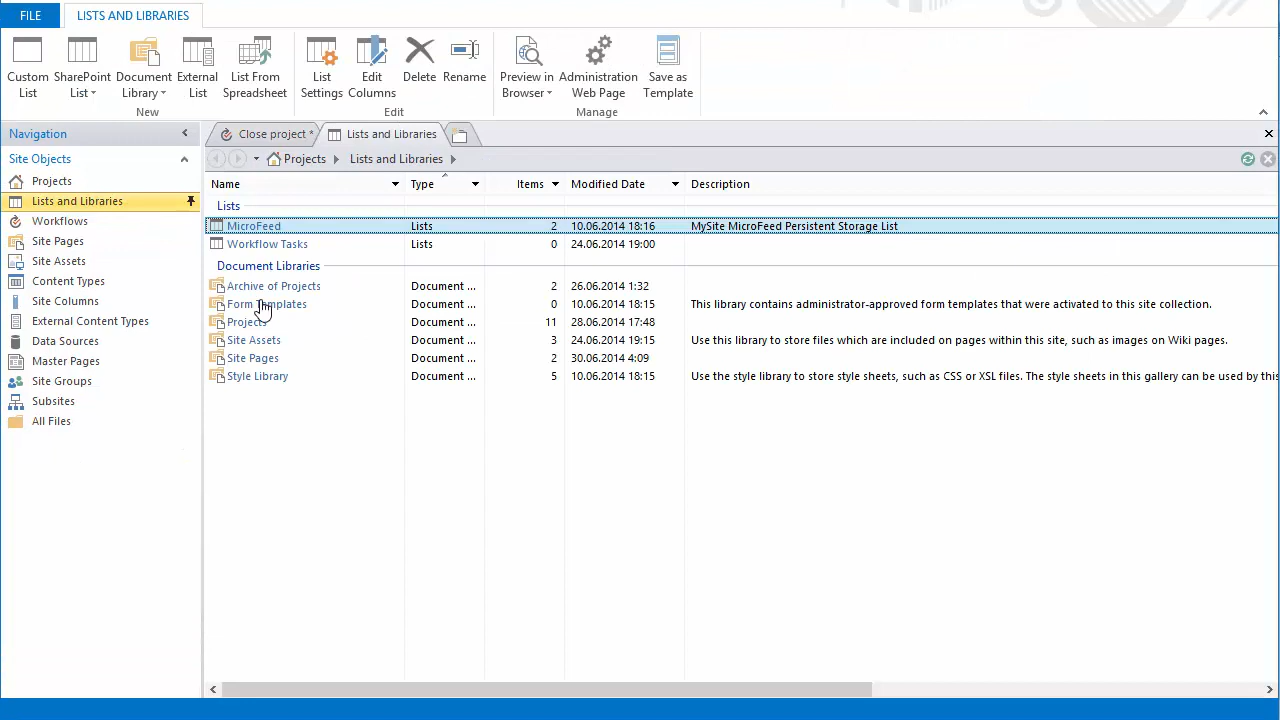 FILE
LISTS AND LIBRARIES
Custom List
SharePoint List
Document Library
External List
List From Spreadsheet
List Settings
Edit Columns
Delete
Rename
Preview in Browser
Administration Web Page
Save as Template
New
Edit
Manage
Navigation
Close project *
Lists and Libraries
Site Objects
Projects
Lists and Libraries
Workflows
Site Pages
Site Assets
Content Types
Site Columns
External Content Types
Data Sources
Master Pages
Site Groups
Subsites
All Files
Projects Lists and Libraries
Name Type Items Modified Date Description
Lists
MicroFeed Lists 2 10.06.2014 18:16 MySite MicroFeed Persistent Storage List
Workflow Tasks Lists 0 24.06.2014 19:00
Document Libraries
Archive of Projects Document ... 2 26.06.2014 1:32
Form Templates Document ... 0 10.06.2014 18:15 This library contains administrator-approved form templates that were activated to this site collection.
Projects Document ... 11 28.06.2014 17:48
Site Assets Document ... 3 24.06.2014 19:15 Use this library to store files which are included on pages within this site, such as images on Wiki pages.
Site Pages Document ... 2 30.06.2014 4:09
Style Library Document ... 5 10.06.2014 18:15 Use the style library to store style sheets, such as CSS or XSL files. The style sheets in this gallery can be used by this